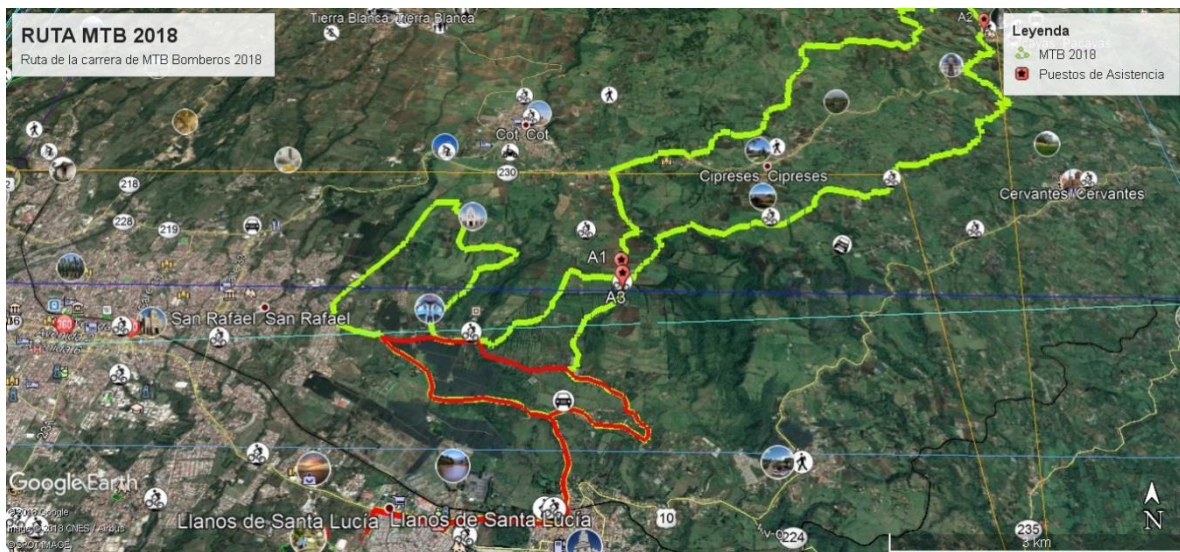 RUTA MTB 2018
Ruta de la carrera de MTB Bomberos 2018
Tierra Blanca
Tierra Blanca
A2
Leyenda
MTB 2018
Puestos de Asistencia
Cot Cot
230
218
228
219
Cipreses Cipreses
Cervantes/Cervantes
A1
A3
San Rafael San Rafael
360
Google Earth
Llanos de Santa Lucía Llanos de Santa Lucía
10
224
235
N
3 km